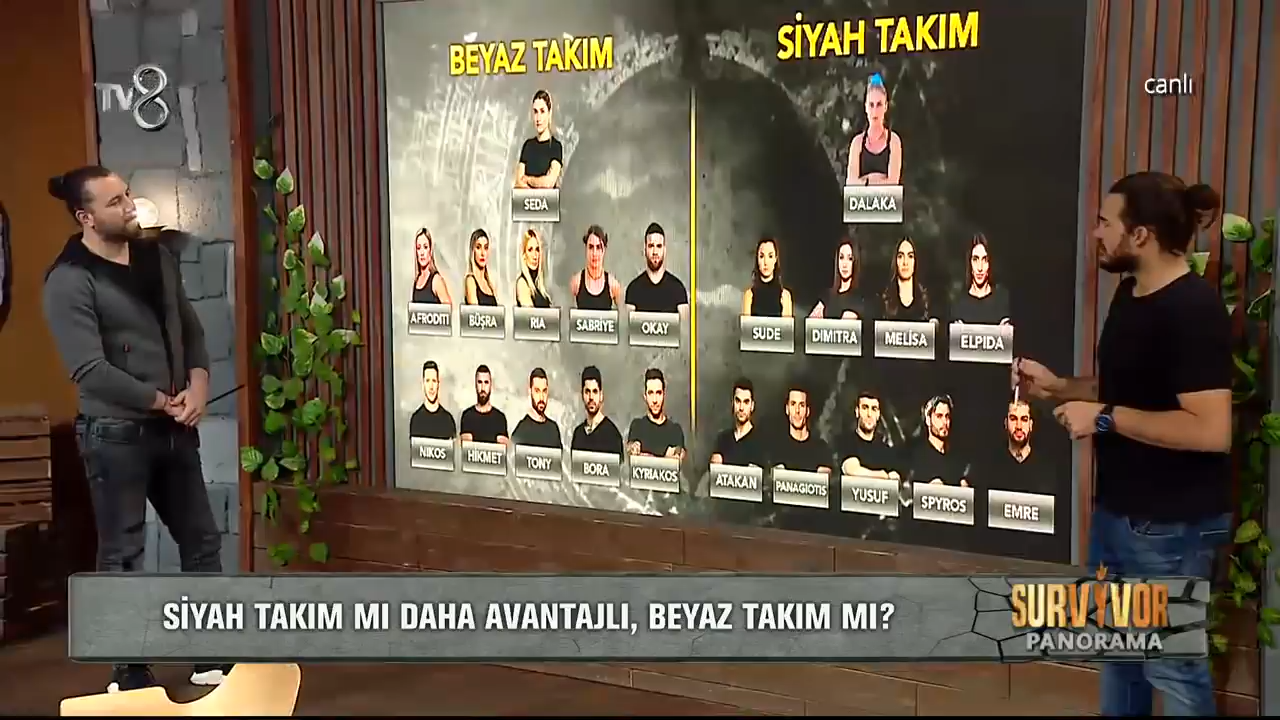 BEYAZ TAKIM
SİYAH TAKIM
TV8
canlı
SEDA
DALAKA
AFRODITI
BÜŞRA
RIA
SABRİYE
OKAY
SUDE
DIMITRA
MELİSA
ELPIDA
NIKOS
HİKMET
TONY
BORA
KYRIAKOS
ATAKAN
PANAGIOTIS
YUSUF
SPYROS
EMRE
SİYAH TAKIM MI DAHA AVANTAJLI, BEYAZ TAKIM MI?
SURVIVOR
PANORAMA